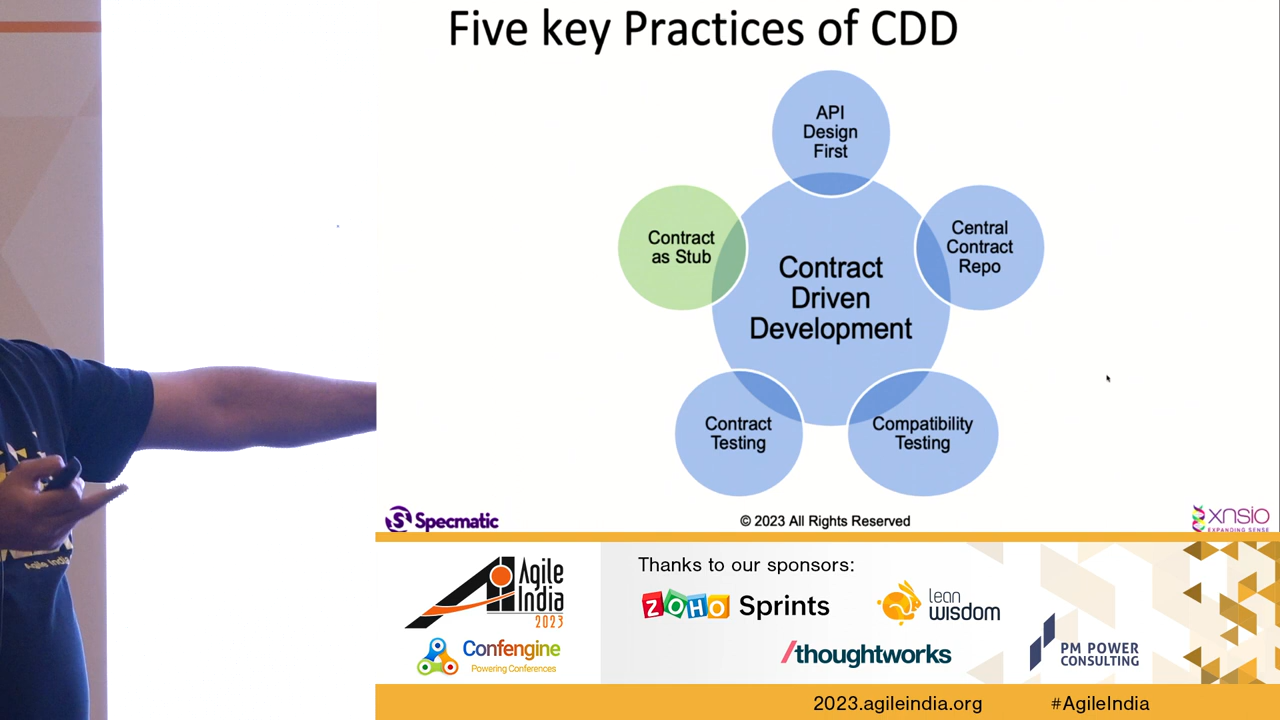 Five key Practices of CDD
API
Design
First
Contract
as Stub
Central
Contract
Repo
Contract
Driven
Development
Contract
Testing
Compatibility
Testing
Specmatic
© 2023 All Rights Reserved
xnsio
EXPANDING SENSE
Agile India
Agile
India
2023
Confengine
Powering Conferences
Thanks to our sponsors:
ZOHO Sprints
lean
wisdom
/thoughtworks
PM POWER
CONSULTING
2023.agileindia.org #AgileIndia